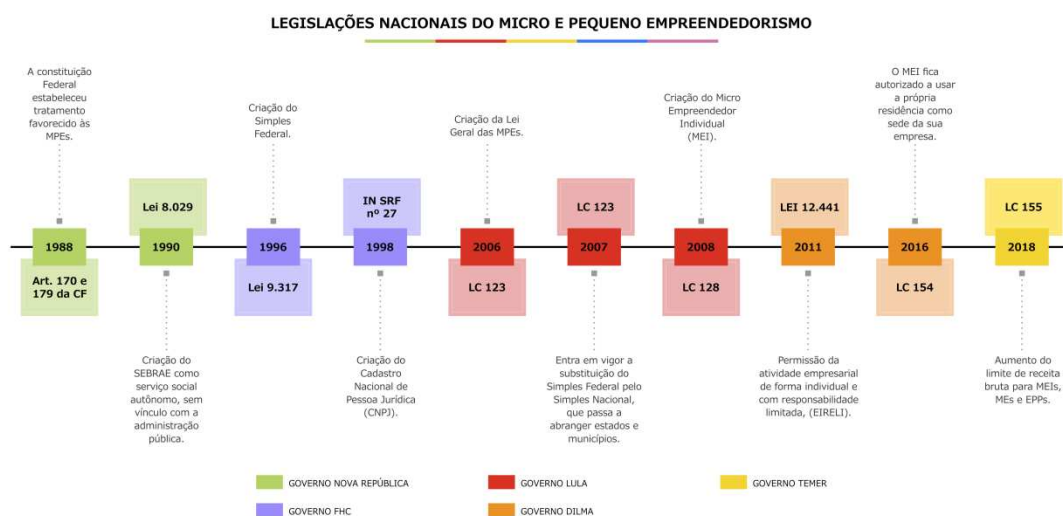 LEGISLAÇÕES NACIONAIS DO MICRO E PEQUENO EMPREENDEDORISMO
A constituição
Federal
estabeleceu
tratamento
favorecido às
MPEs.
Criação do
Simples
Federal.
Criação da Lei
Geral das MPEs.
Criação do Micro
Empreendedor
Individual
(MEI).
O MEI fica
autorizado a usar
a própria
residência como
sede da sua
empresa.
Lei 8.029
IN SRF
nº 27
LC 123
LEI 12.441
LC 155
1988
1990
1996
1998
2006
2007
2008
2011
2016
2018
Art. 170 e
179 da CF
Lei 9.317
LC 123
LC 128
LC 154
Criação do
SEBRAE como
serviço social
autônomo, sem
vínculo com a
administração
pública.
Criação do
Cadastro
Nacional de
Pessoa Jurídica
(CNPJ).
Entra em vigor a
substituição do
Simples Federal pelo
Simples Nacional,
que passa a
abranger estados e
municípios.
Permissão da
atividade empresarial
de forma individual e
com responsabilidade
limitada, (EIRELI).
Aumento do
limite de receita
bruta para MEIs,
MEs e EPPs.
GOVERNO NOVA REPÚBLICA
GOVERNO LULA
GOVERNO TEMER
GOVERNO FHC
GOVERNO DILMA